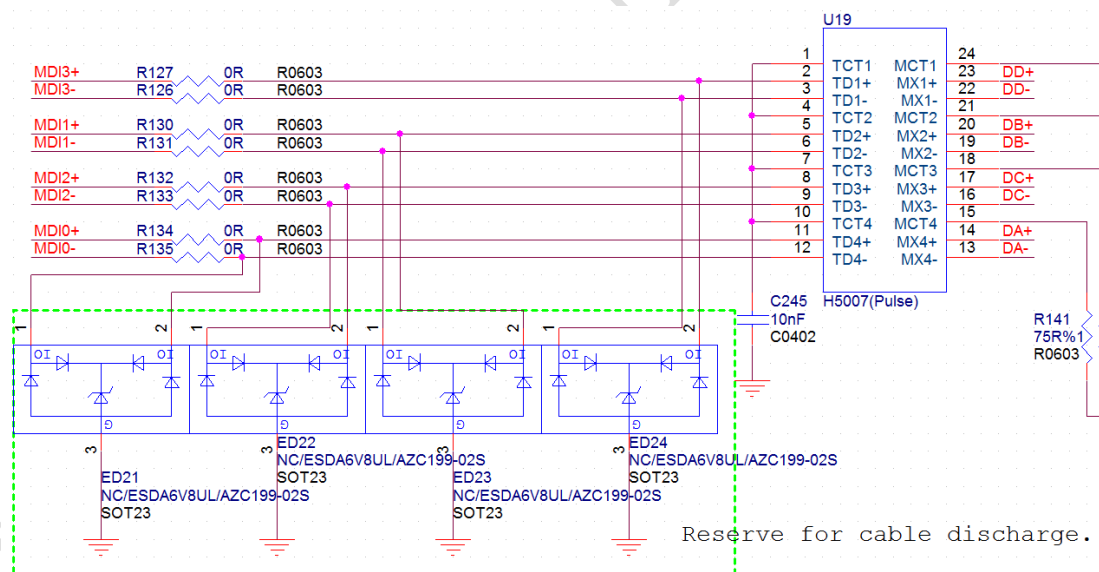 U19
MDI3+ R127 0R R0603 1 TCT1 MCT1 24
MDI3- R126 0R R0603 2 TD1+ MX1+ 23 DD+
3 TD1- MX1- 22 DD-
MDI1+ R130 0R R0603 4 TCT2 MCT2 21
MDI1- R131 0R R0603 5 TD2+ MX2+ 20 DB+
6 TD2- MX2- 19 DB-
MDI2+ R132 0R R0603 7 TCT3 MCT3 18
MDI2- R133 0R R0603 8 TD3+ MX3+ 17 DC+
9 TD3- MX3- 16 DC-
MDI0+ R134 0R R0603 10 TCT4 MCT4 15
MDI0- R135 0R R0603 11 TD4+ MX4+ 14 DA+
12 TD4- MX4- 13 DA-
C245 H5007(Pulse)
10nF
C0402
R141
75R%1
R0603
1 2 1 2 1 2 1 2
IO IO IO IO IO IO IO IO
G G G G
3 3 3 3
ED22 ED24
NC/ESDA6V8UL/AZC199-02S NC/ESDA6V8UL/AZC199-02S
SOT23 SOT23
ED21 ED23
NC/ESDA6V8UL/AZC199-02S NC/ESDA6V8UL/AZC199-02S
SOT23 SOT23
Reserve for cable discharge.